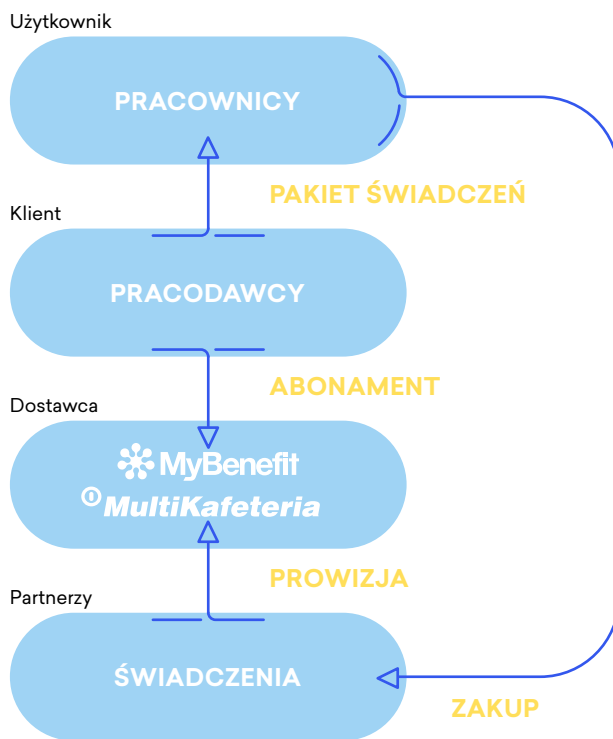 Użytkownik
PRACOWNICY
PAKIET ŚWIADCZEŃ
Klient
PRACODAWCY
ABONAMENT
Dostawca
MyBenefit
MultiKafeteria
PROWIZJA
Partnerzy
ŚWIADCZENIA
ZAKUP